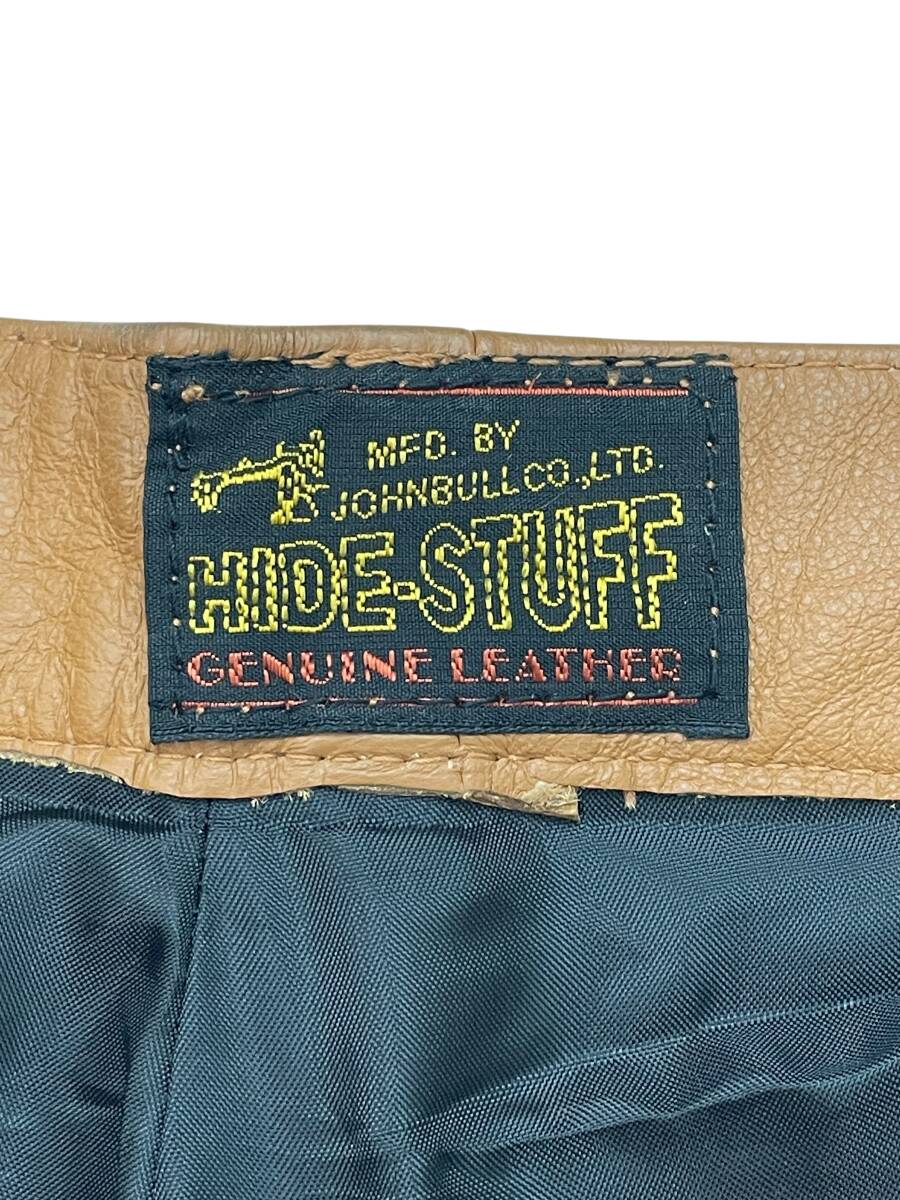 MFD. BY
JOHNBULL CO., LTD.
HIDE-STUFF
GENUINE LEATHER